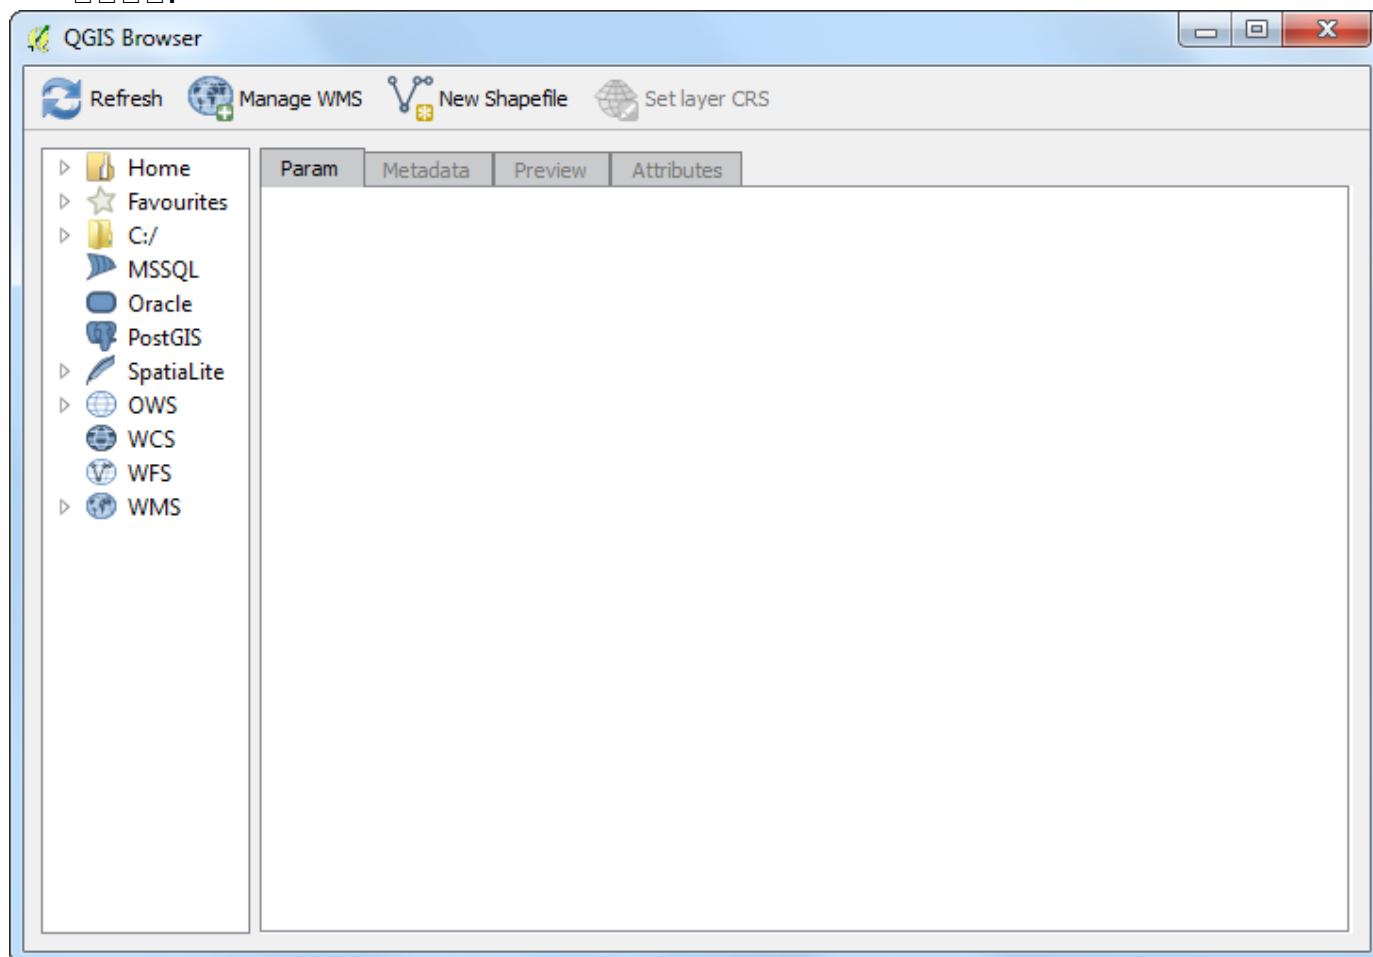 QGIS Browser
Refresh Manage WMS New Shapefile Set layer CRS
Param Metadata Preview Attributes
Home
Favourites
C:/
MSSQL
Oracle
PostGIS
SpatiaLite
OWS
WCS
WFS
WMS